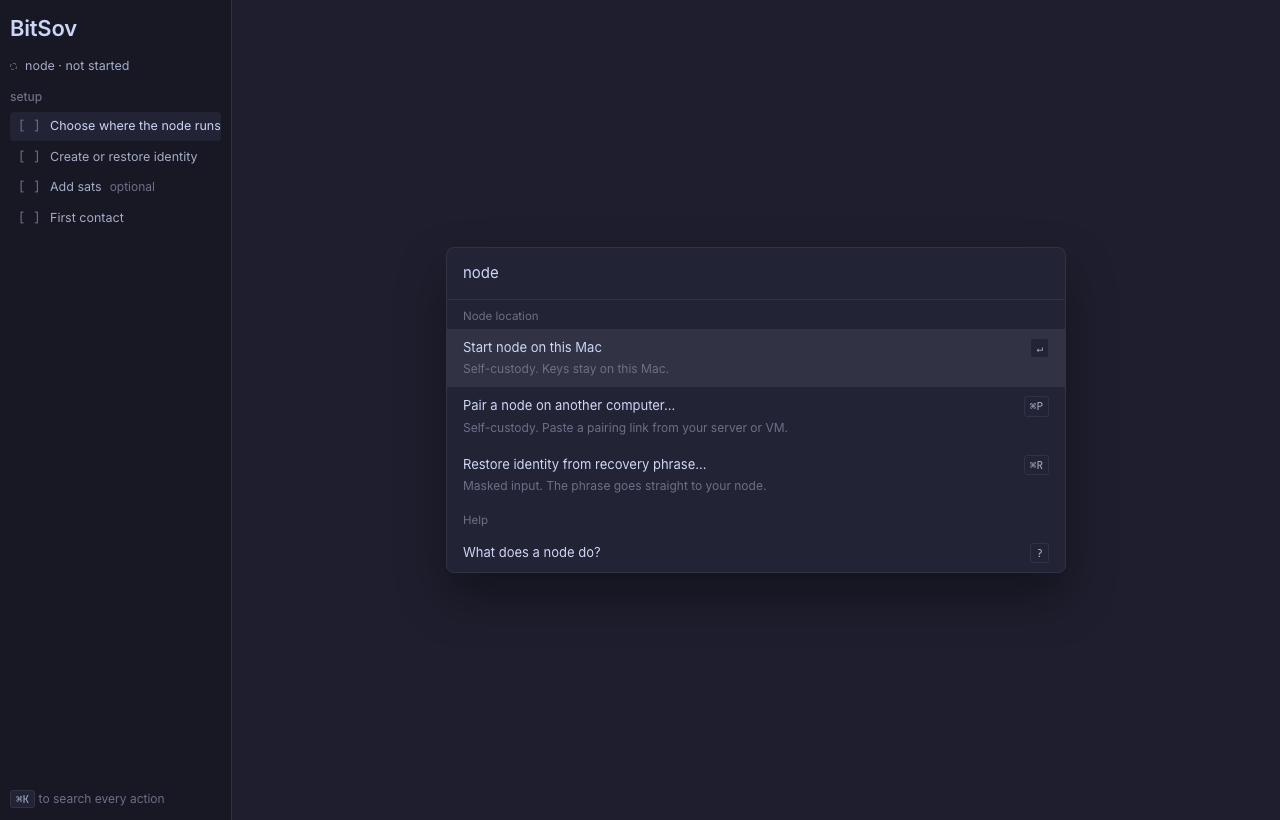 BitSov
node · not started
setup
[ ] Choose where the node runs
[ ] Create or restore identity
[ ] Add sats optional
[ ] First contact
node
Node location
Start node on this Mac ↵
Self-custody. Keys stay on this Mac.
Pair a node on another computer… ⌘P
Self-custody. Paste a pairing link from your server or VM.
Restore identity from recovery phrase… ⌘R
Masked input. The phrase goes straight to your node.
Help
What does a node do? ?
⌘K to search every action